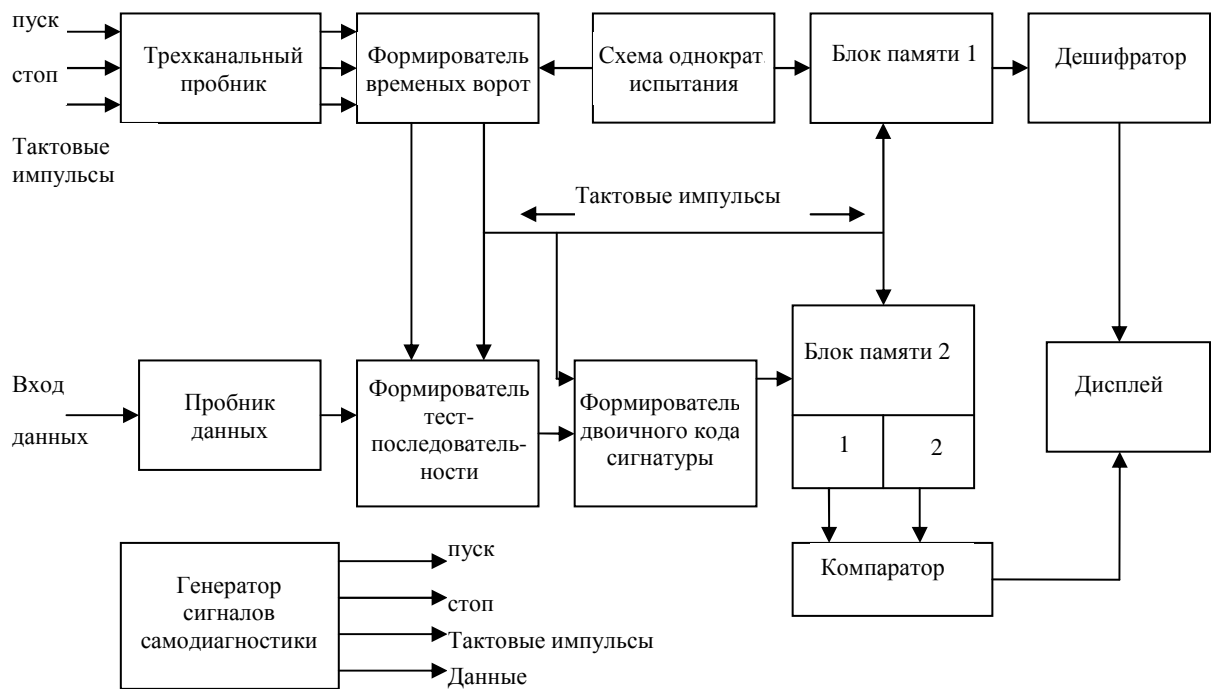 пуск
стоп
Тактовые
импульсы
Трехканальный
пробник
Формирователь
временых ворот
Схема однократ.
испытания
Блок памяти 1
Дешифратор
Тактовые импульсы
Вход
данных
Пробник
данных
Формирователь
тест-
последователь-
ности
Формирователь
двоичного кода
сигнатуры
Блок памяти 2
1
2
Дисплей
Компаратор
Генератор
сигналов
самодиагностики
пуск
стоп
Тактовые импульсы
Данные